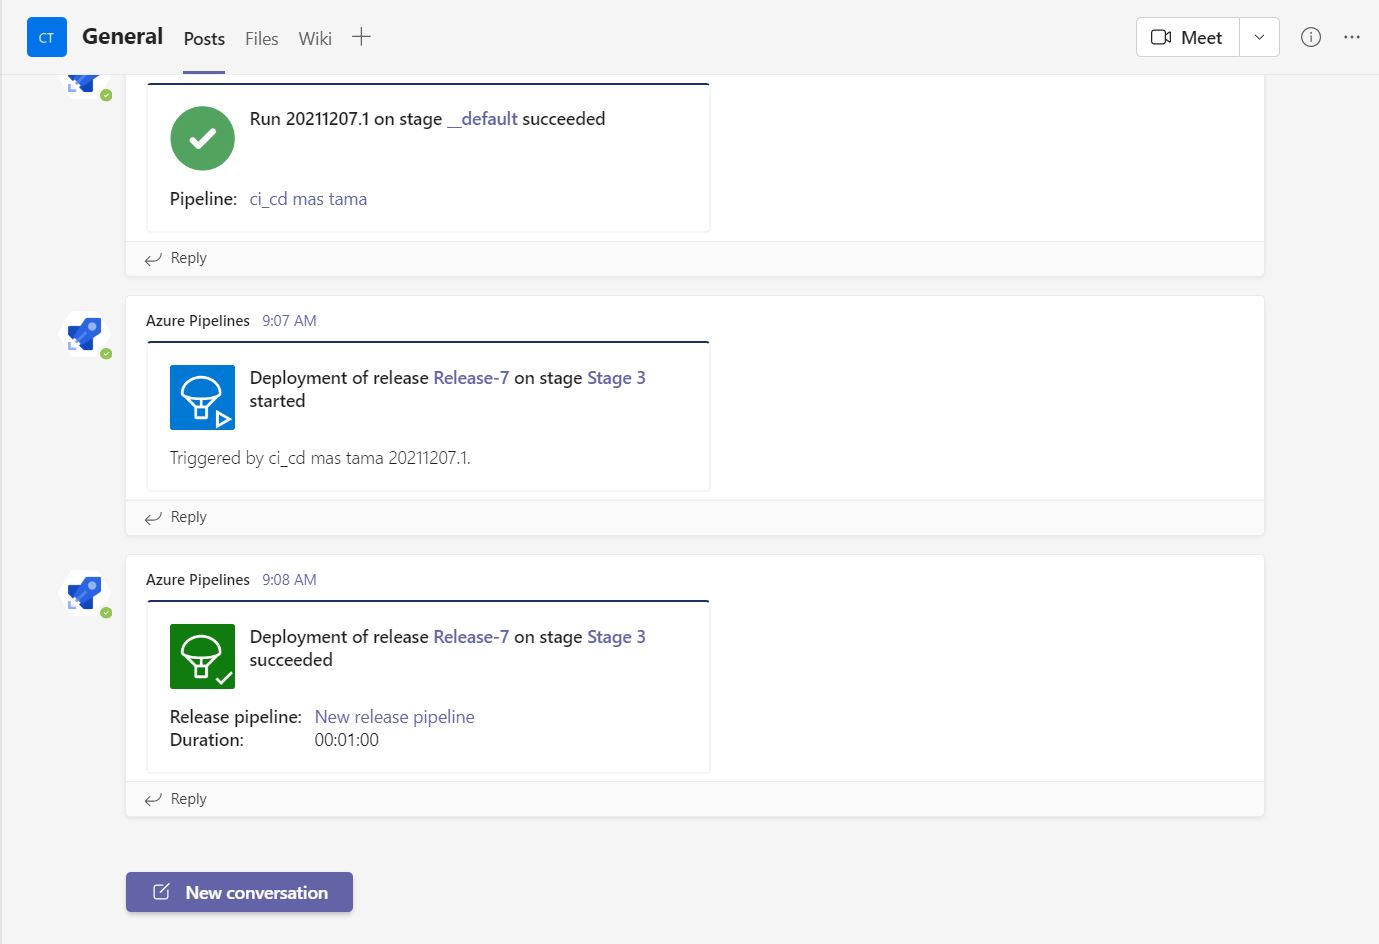 CT
General
Posts
Files
Wiki
Meet
Run 20211207.1 on stage __default succeeded
Pipeline: ci_cd mas tama
Reply
Azure Pipelines 9:07 AM
Deployment of release Release-7 on stage Stage 3
started
Triggered by ci_cd mas tama 20211207.1.
Reply
Azure Pipelines 9:08 AM
Deployment of release Release-7 on stage Stage 3
succeeded
Release pipeline: New release pipeline
Duration: 00:01:00
Reply
New conversation